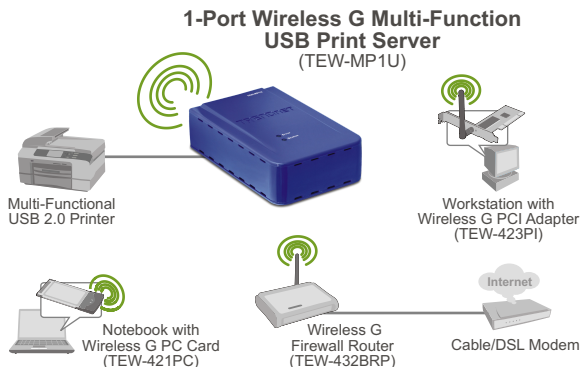 1-Port Wireless G Multi-Function
USB Print Server
(TEW-MP1U)
TRENDNET
Multi-Functional
USB 2.0 Printer
Workstation with
Wireless G PCI Adapter
(TEW-423PI)
Internet
Notebook with
Wireless G PC Card
(TEW-421PC)
Wireless G
Firewall Router
(TEW-432BRP)
Cable/DSL Modem